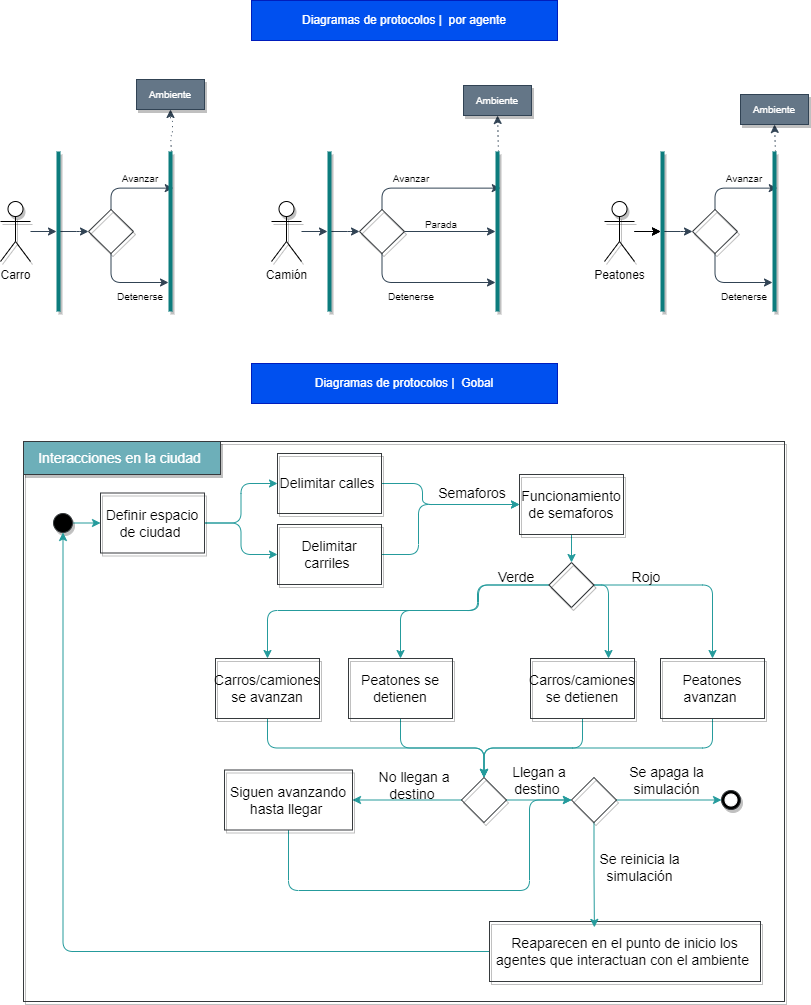 Diagramas de protocolos | por agente
Ambiente
Ambiente
Ambiente
Avanzar
Avanzar
Avanzar
Parada
Carro
Camión
Peatones
Detenerse
Detenerse
Detenerse
Diagramas de protocolos | Gobal
Interacciones en la ciudad
Definir espacio
de ciudad
Delimitar calles
Delimitar
carriles
Semaforos
Funcionamiento
de semaforos
Verde
Rojo
Carros/camiones
se avanzan
Peatones se
detienen
Carros/camiones
se detienen
Peatones
avanzan
Siguen avanzando
hasta llegar
No llegan a
destino
Llegan a
destino
Se apaga la
simulación
Se reinicia la
simulación
Reaparecen en el punto de inicio los
agentes que interactuan con el ambiente